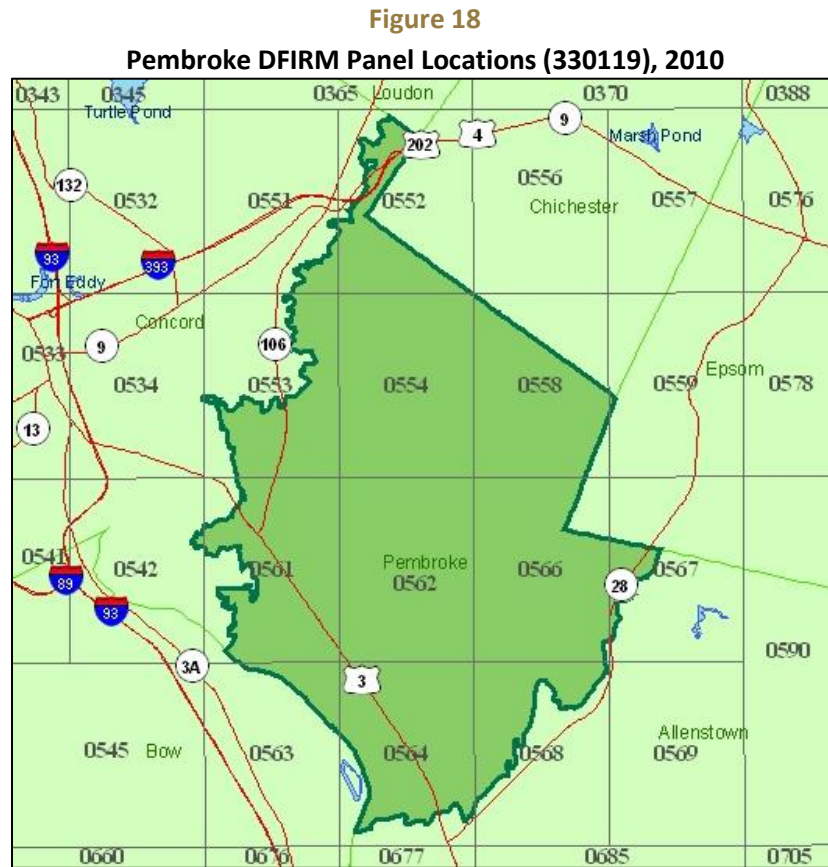 Figure 18
Pembroke DFIRM Panel Locations (330119), 2010
0343 0345 0365 Loudon 0370 0388
Turtle Pond
202 4 9 Marsh Pond
132 0532 0551 0552 0556 0557 0576
Chichester
93 393
Fort Eddy
Concord
0533 9 106
0534 0553 0554 0558 0559 Epsom 0578
13
0541 0542 0561 Pembroke 0566 0567
0562
89 93 28
3A 3 0590
0545 Bow 0563 0564 0568 0569 Allenstown
0660 0676 0677 0685 0705